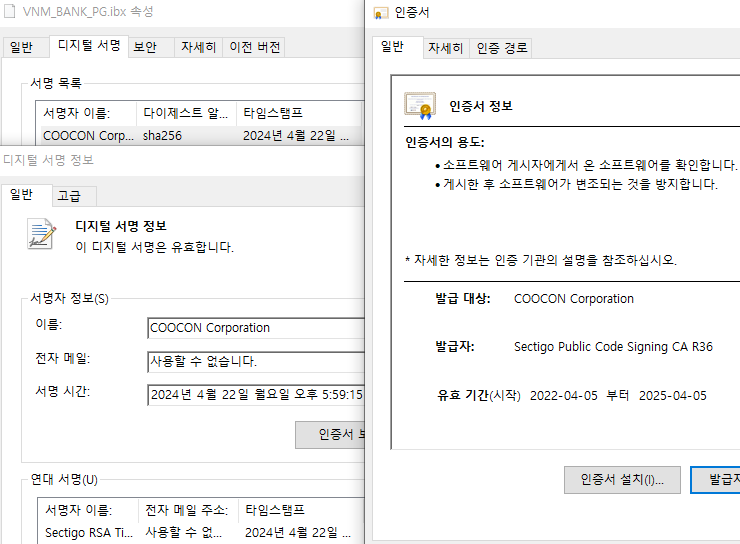 VNM_BANK_PG.ibx 속성
일반 디지털 서명 보안 자세히 이전 버전
서명 목록
서명자 이름: 다이제스트 알... 타임스탬프
COOCON Corp... sha256 2024년 4월 22일 ...
디지털 서명 정보
일반 고급
디지털 서명 정보
이 디지털 서명은 유효합니다.
서명자 정보(S)
이름: COOCON Corporation
전자 메일: 사용할 수 없습니다.
서명 시간: 2024년 4월 22일 월요일 오후 5:59:15
인증서 보
연대 서명(U)
서명자 이름: 전자 메일 주소: 타임스탬프
Sectigo RSA Ti... 사용할 수 없... 2024년 4월 22일 ...
인증서
일반 자세히 인증 경로
인증서 정보
인증서의 용도:
• 소프트웨어 게시자에게서 온 소프트웨어를 확인합니다.
• 게시한 후 소프트웨어가 변조되는 것을 방지합니다.
* 자세한 정보는 인증 기관의 설명을 참조하십시오.
발급 대상: COOCON Corporation
발급자: Sectigo Public Code Signing CA R36
유효 기간(시작) 2022-04-05 부터 2025-04-05
인증서 설치(I)... 발급자